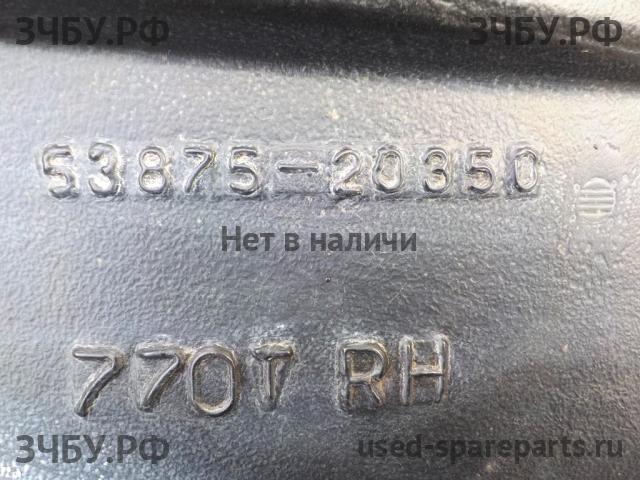 ЗЧБУ.РФ ЗЧБУ.РФ
53875-20350
Нет в наличи
770T RH
ЗЧБУ.РФ used-spareparts.ru